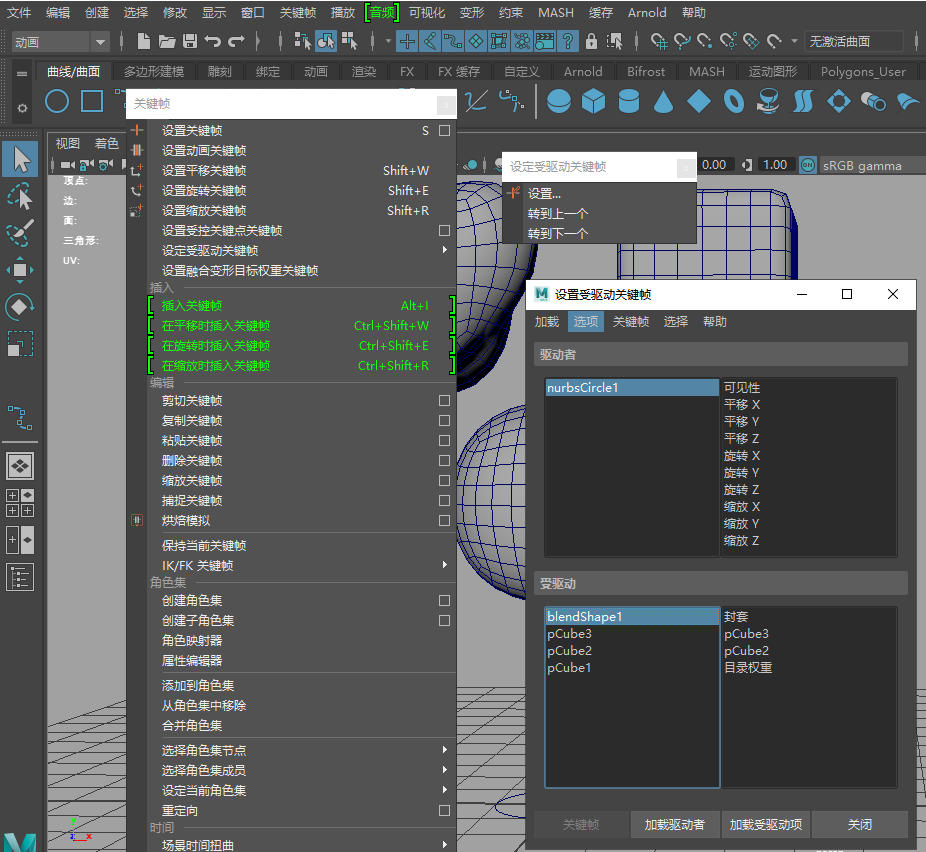 文件 编辑 创建 选择 修改 显示 窗口 关键帧 播放 音频 可视化 变形 约束 MASH 缓存 Arnold 帮助
动画
无激活曲面
曲线/曲面 多边形建模 雕刻 绑定 动画 渲染 FX FX 缓存 自定义 Arnold Bifrost MASH 运动图形 Polygons_User
视图 着色
0.00 1.00 ON sRGB gamma
顶点:
边:
面:
三角形:
UV:
关键帧
设置关键帧 S
设置动画关键帧
设置平移关键帧 Shift+W
设置旋转关键帧 Shift+E
设置缩放关键帧 Shift+R
设置受控关键点关键帧
设定受驱动关键帧
设置融合变形目标权重关键帧
插入
插入关键帧 Alt+I
在平移时插入关键帧 Ctrl+Shift+W
在旋转时插入关键帧 Ctrl+Shift+E
在缩放时插入关键帧 Ctrl+Shift+R
编辑
剪切关键帧
复制关键帧
粘贴关键帧
删除关键帧
缩放关键帧
捕捉关键帧
烘焙模拟
保持当前关键帧
IK/FK 关键帧
角色集
创建角色集
创建子角色集
角色映射器
属性编辑器
添加到角色集
从角色集中移除
合并角色集
选择角色集节点
选择角色集成员
设定当前角色集
重定向
时间
场景时间扭曲
设定受驱动关键帧
设置...
转到上一个
转到下一个
设置受驱动关键帧
加载 选项 关键帧 选择 帮助
驱动者
nurbsCircle1
可见性
平移 X
平移 Y
平移 Z
旋转 X
旋转 Y
旋转 Z
缩放 X
缩放 Y
缩放 Z
受驱动
blendShape1
pCube3
pCube2
pCube1
封套
pCube3
pCube2
目录权重
关键帧 加载驱动者 加载受驱动项 关闭
y
z x